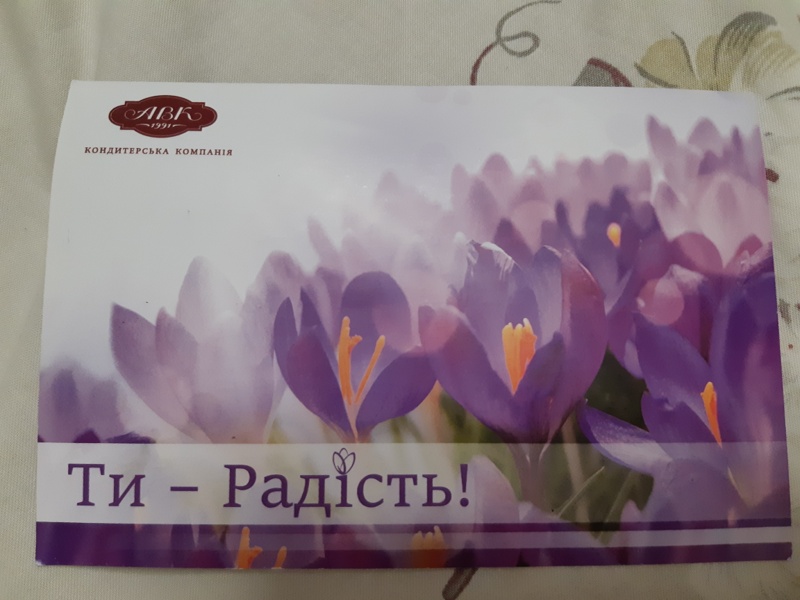 АВК
1991
КОНДИТЕРСЬКА КОМПАНІЯ
Ти – Радість!